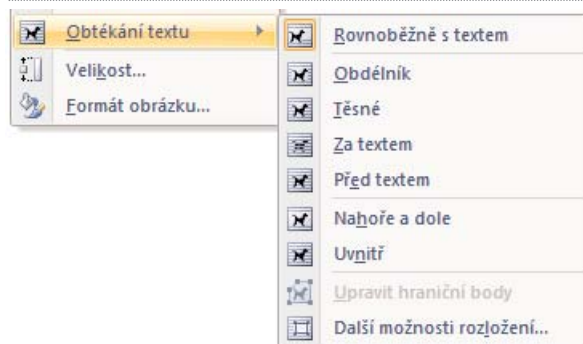 Obtékání textu
Velikost...
Formát obrázku...
Rovnoběžně s textem
Obdélník
Těsné
Za textem
Před textem
Nahoře a dole
Uvnitř
Upravit hraniční body
Další možnosti rozložení...